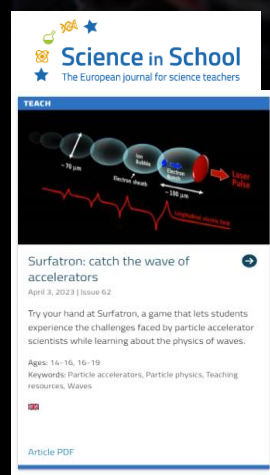 Science in School
The European journal for science teachers
TEACH
~ 70 μm
Ion
Bubble
Electron
Bunch
Electron sheath
~ 100 μm
Laser
Pulse
Longitudinal electric field
Surfatron: catch the wave of
accelerators
April 3, 2023 | Issue 62
Try your hand at Surfatron, a game that lets students
experience the challenges faced by particle accelerator
scientists while learning about the physics of waves.
Ages: 14-16, 16-19
Keywords: Particle accelerators, Particle physics, Teaching
resources, Waves
Article PDF